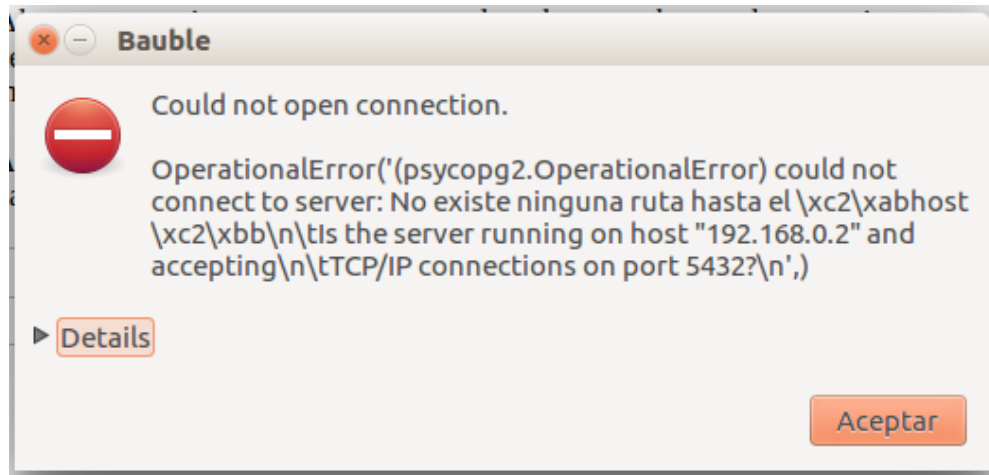 Bauble
Could not open connection.
OperationalError('(psycopg2.OperationalError) could not
connect to server: No existe ninguna ruta hasta el \xc2\xabhost
\xc2\xbb\n\tIs the server running on host "192.168.0.2" and
accepting\n\tTCP/IP connections on port 5432?\n',)
Details
Aceptar